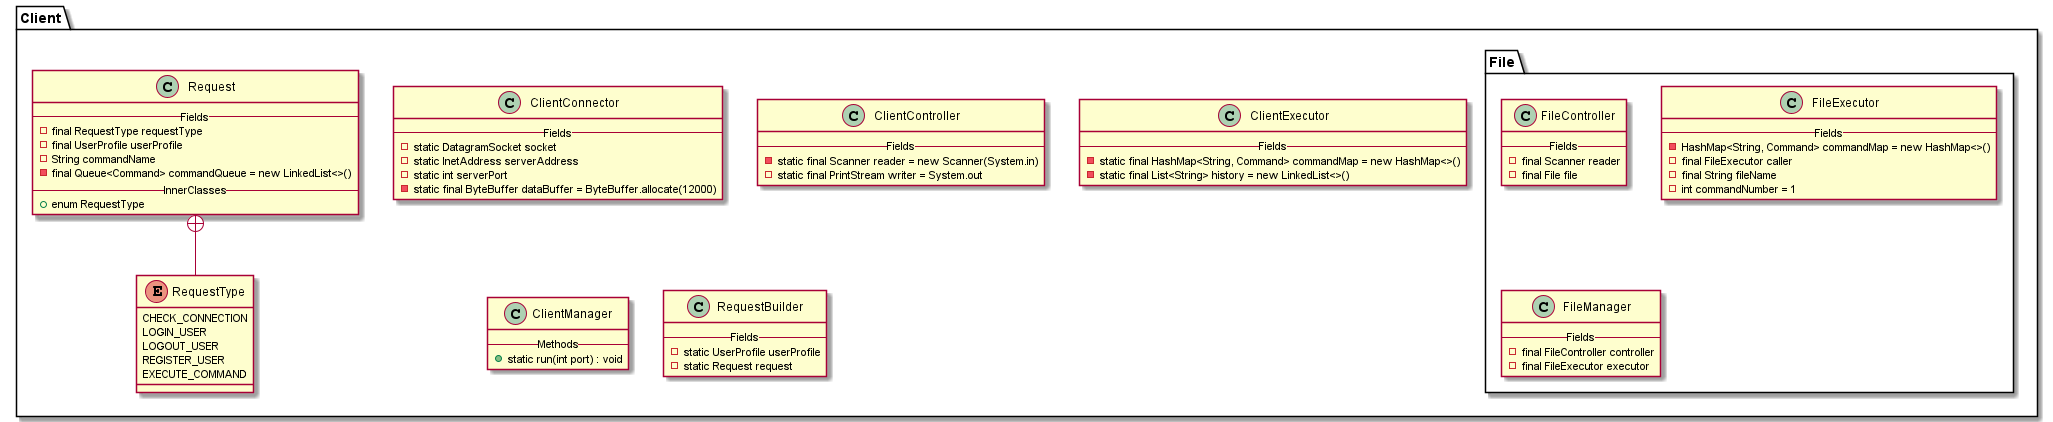 Client
C Request
Fields
final RequestType requestType
final UserProfile userProfile
String commandName
final Queue<Command> commandQueue = new LinkedList<>()
InnerClasses
enum RequestType
C ClientConnector
Fields
static DatagramSocket socket
static InetAddress serverAddress
static int serverPort
static final ByteBuffer dataBuffer = ByteBuffer.allocate(12000)
C ClientController
Fields
static final Scanner reader = new Scanner(System.in)
static final PrintStream writer = System.out
C ClientExecutor
Fields
static final HashMap<String, Command> commandMap = new HashMap<>()
static final List<String> history = new LinkedList<>()
File
C FileController
Fields
final Scanner reader
final File file
C FileExecutor
Fields
HashMap<String, Command> commandMap = new HashMap<>()
final FileExecutor caller
final String fileName
int commandNumber = 1
E RequestType
CHECK_CONNECTION
LOGIN_USER
LOGOUT_USER
REGISTER_USER
EXECUTE_COMMAND
C ClientManager
Methods
static run(int port) : void
C RequestBuilder
Fields
static UserProfile userProfile
static Request request
C FileManager
Fields
final FileController controller
final FileExecutor executor